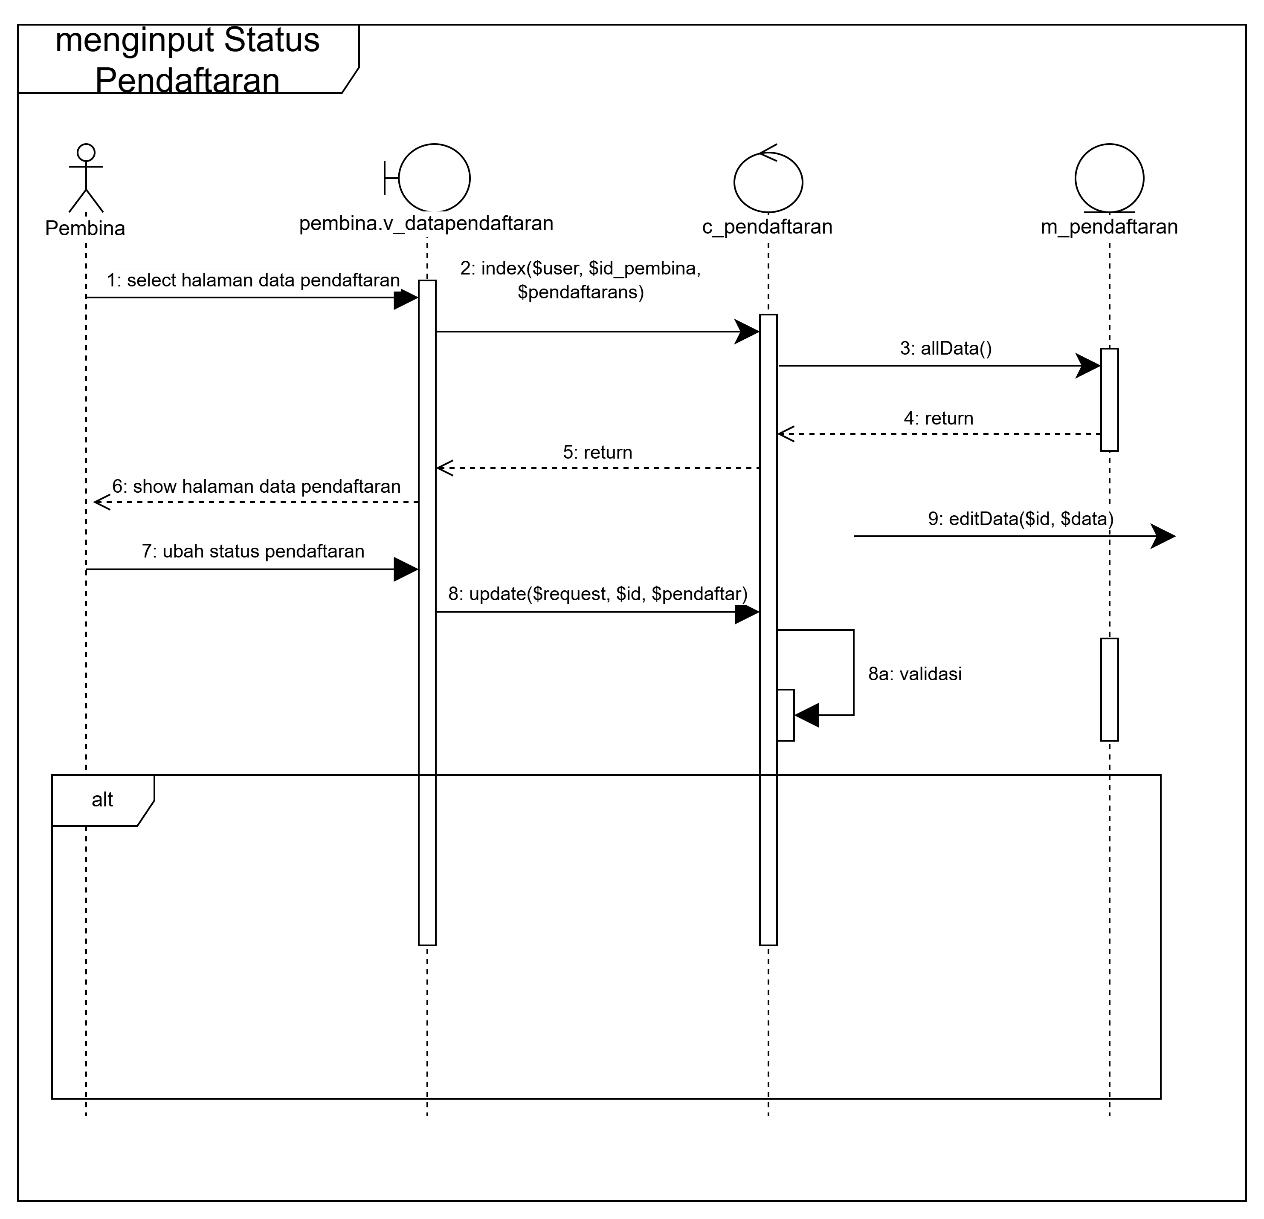 menginput Status
Pendaftaran
Pembina
pembina.v_datapendaftaran
c_pendaftaran
m_pendaftaran
1: select halaman data pendaftaran
2: index($user, $id_pembina,
$pendaftarans)
3: allData()
4: return
5: return
6: show halaman data pendaftaran
9: editData($id, $data)
7: ubah status pendaftaran
8: update($request, $id, $pendaftar)
8a: validasi
alt